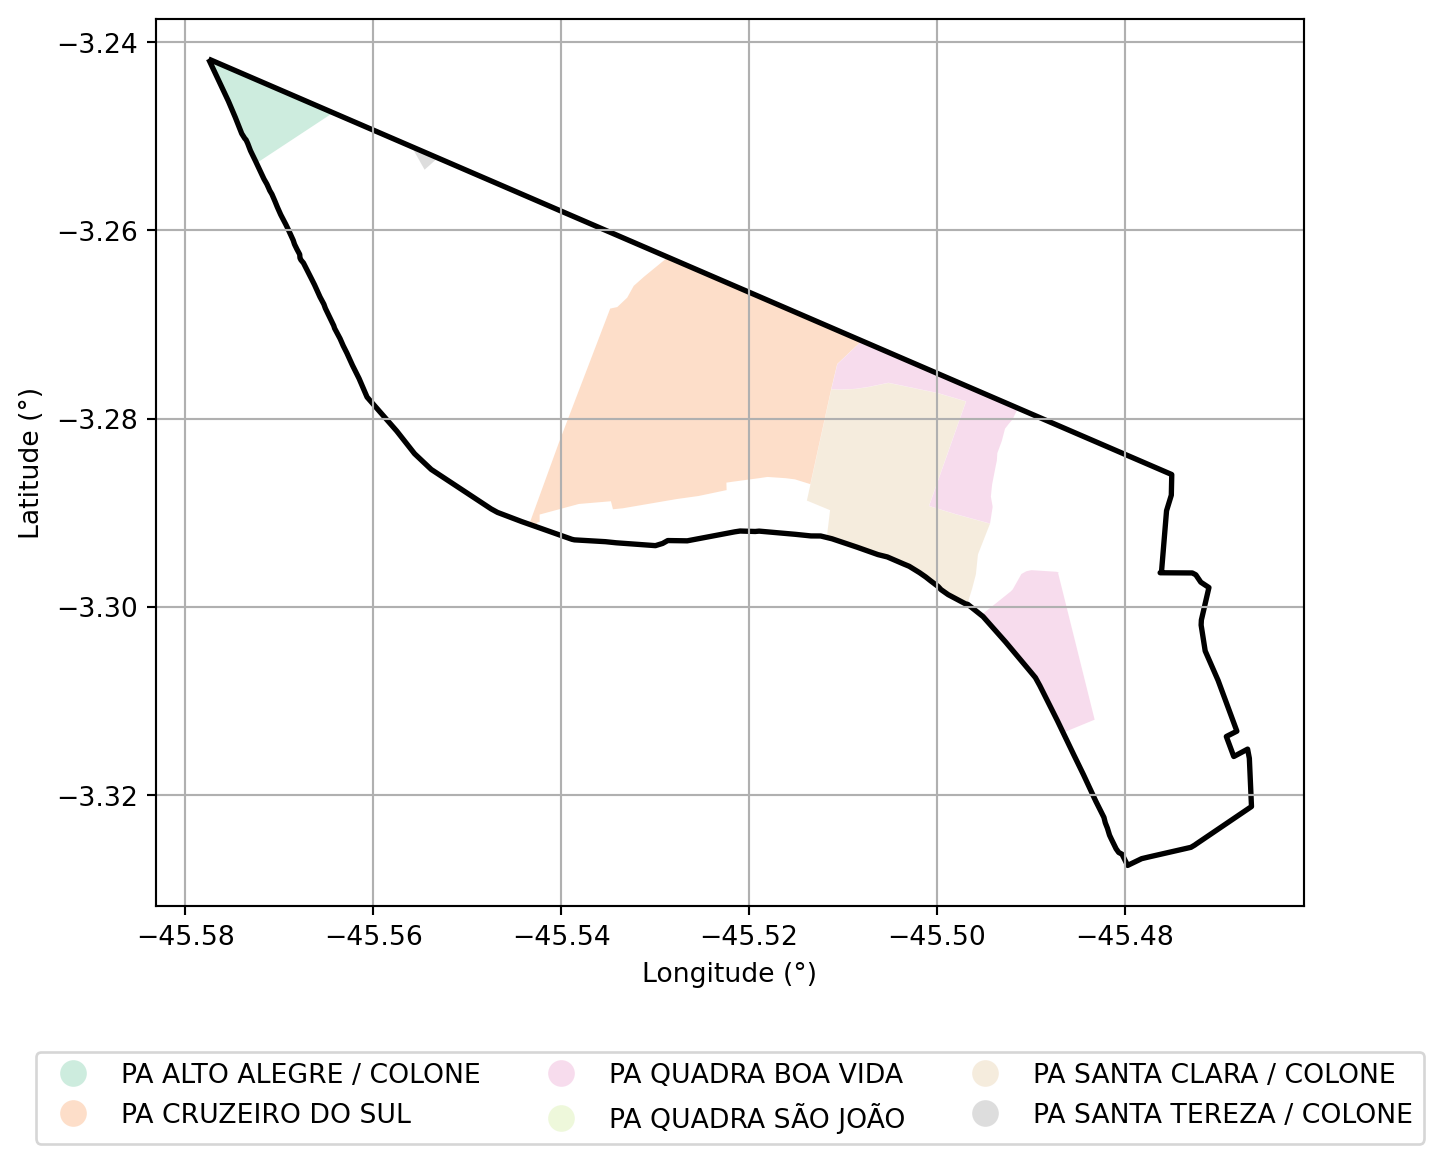 −3.24
−3.26
−3.28
−3.30
−3.32
Latitude (°)
−45.58 −45.56 −45.54 −45.52 −45.50 −45.48
Longitude (°)
PA ALTO ALEGRE / COLONE PA QUADRA BOA VIDA PA SANTA CLARA / COLONE
PA CRUZEIRO DO SUL PA QUADRA SÃO JOÃO PA SANTA TEREZA / COLONE